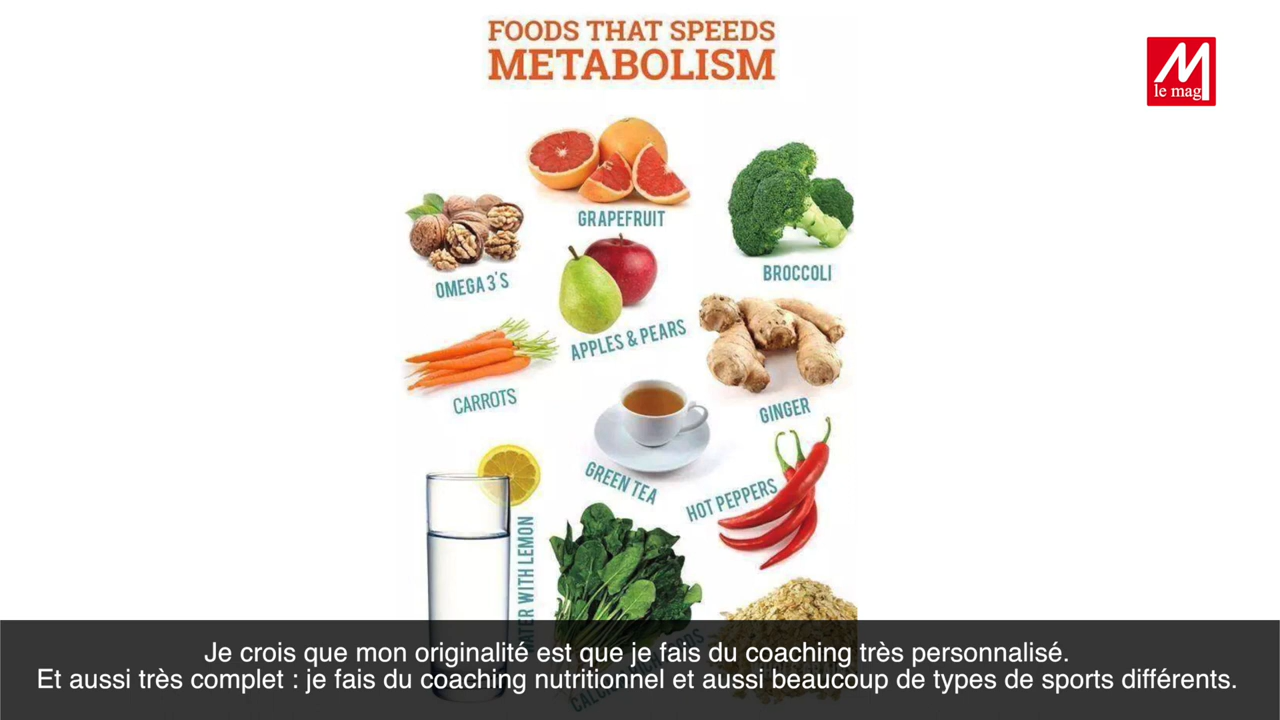 FOODS THAT SPEEDS
METABOLISM
M
le mag
GRAPEFRUIT
BROCCOLI
OMEGA 3'S
APPLES & PEARS
CARROTS
GINGER
GREEN TEA
HOT PEPPERS
WATER WITH LEMON
Je crois que mon originalité est que je fais du coaching très personnalisé.
Et aussi très complet : je fais du coaching nutritionnel et aussi beaucoup de types de sports différents.